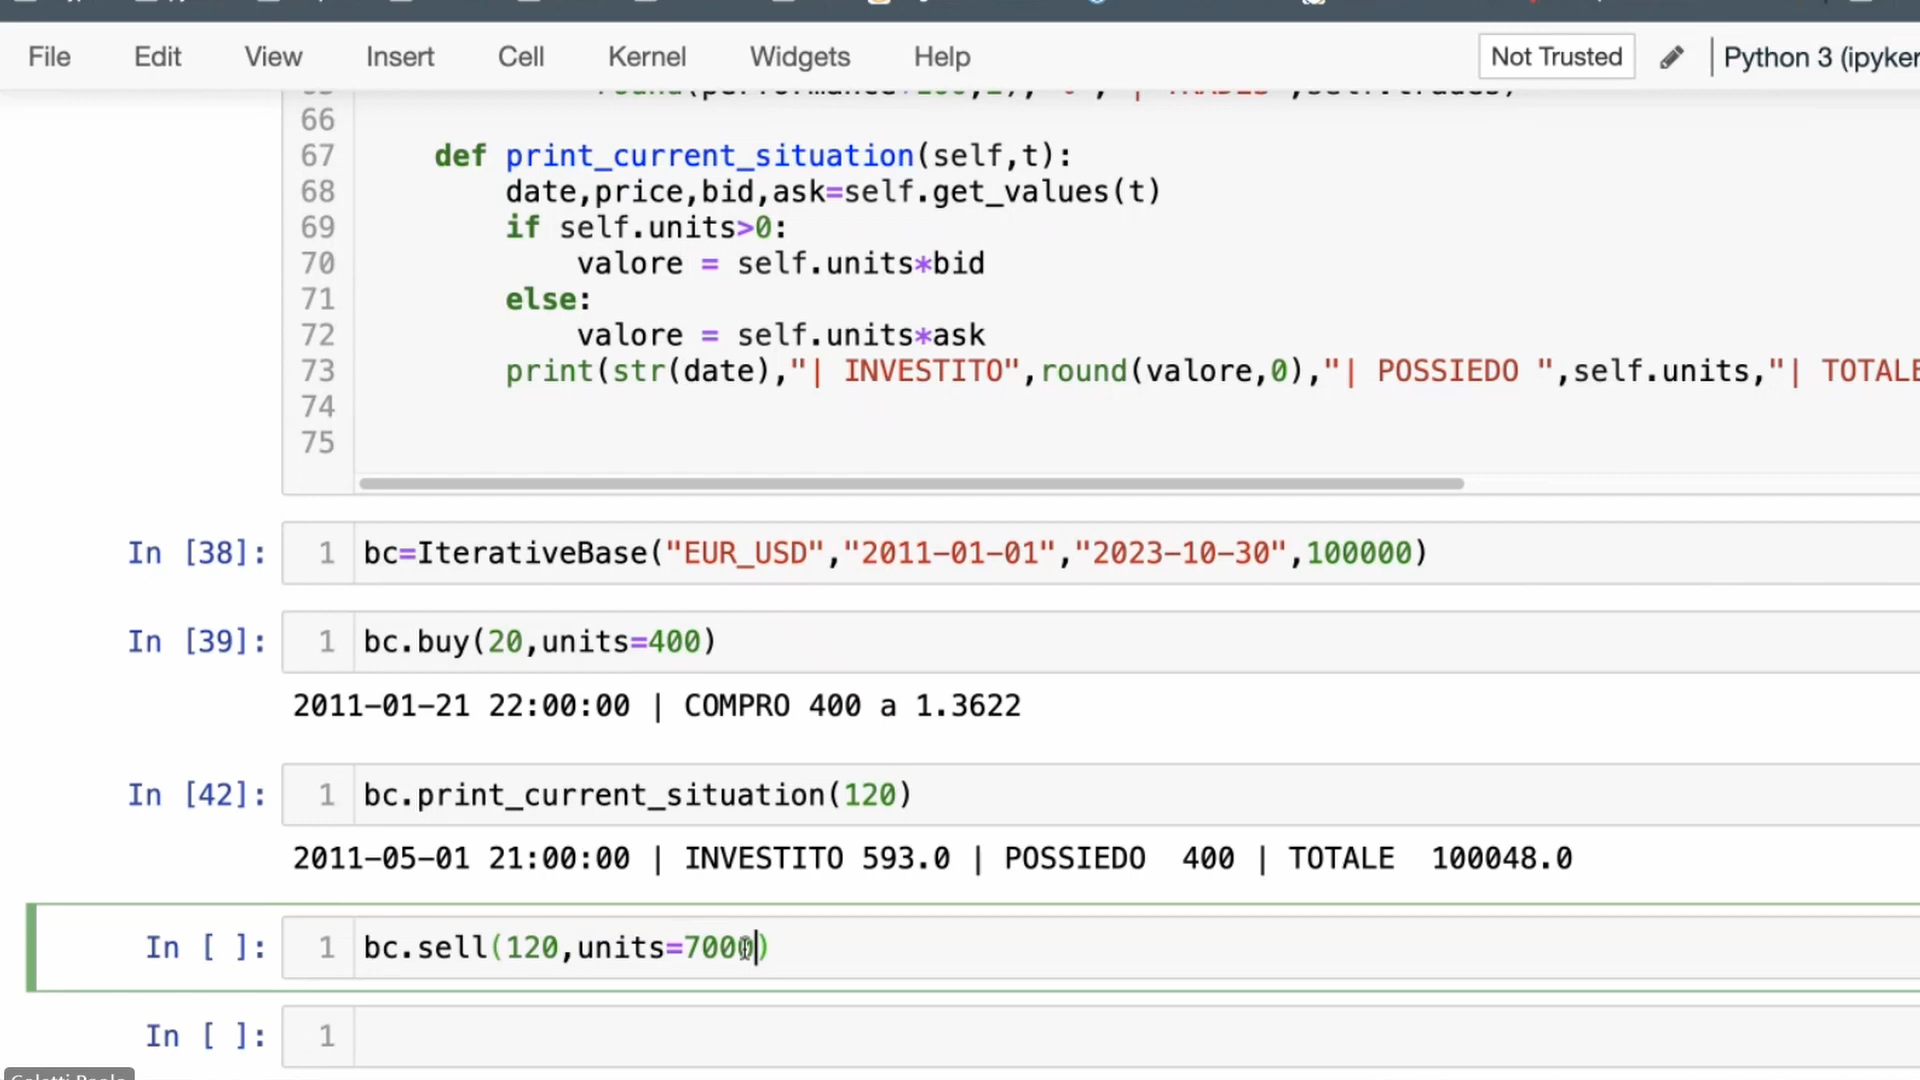 File Edit View Insert Cell Kernel Widgets Help Not Trusted Python 3 (ipyker
66
67 def print_current_situation(self,t):
68 date,price,bid,ask=self.get_values(t)
69 if self.units>0:
70 valore = self.units*bid
71 else:
72 valore = self.units*ask
73 print(str(date),"| INVESTITO",round(valore,0),"| POSSIEDO ",self.units,"| TOTALE
74
75
In [38]: 1 bc=IterativeBase("EUR_USD","2011-01-01","2023-10-30",100000)
In [39]: 1 bc.buy(20,units=400)
2011-01-21 22:00:00 | COMPRO 400 a 1.3622
In [42]: 1 bc.print_current_situation(120)
2011-05-01 21:00:00 | INVESTITO 593.0 | POSSIEDO  400 | TOTALE  100048.0
In [ ]: 1 bc.sell(120,units=7000)
In [ ]: 1